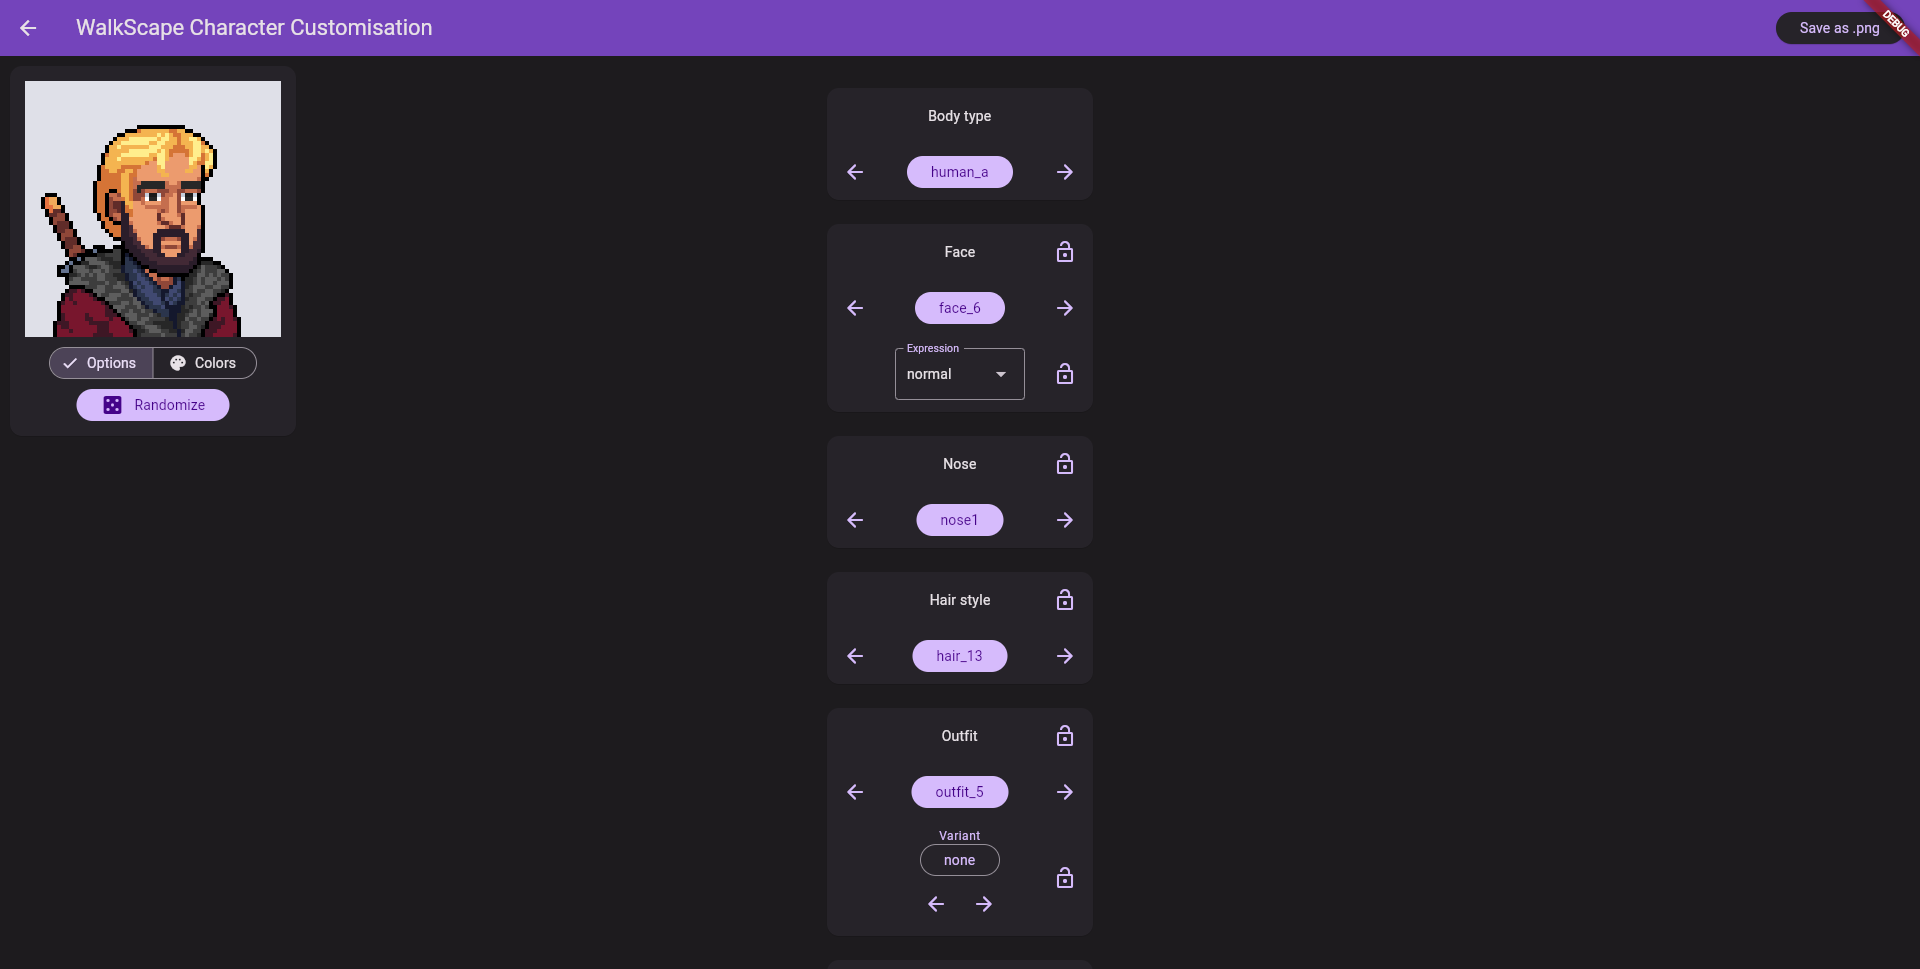 WalkScape Character Customisation
Save as .png
DEBUG
Options
Colors
Randomize
Body type
human_a
Face
face_6
Expression
normal
Nose
nose1
Hair style
hair_13
Outfit
outfit_5
Variant
none